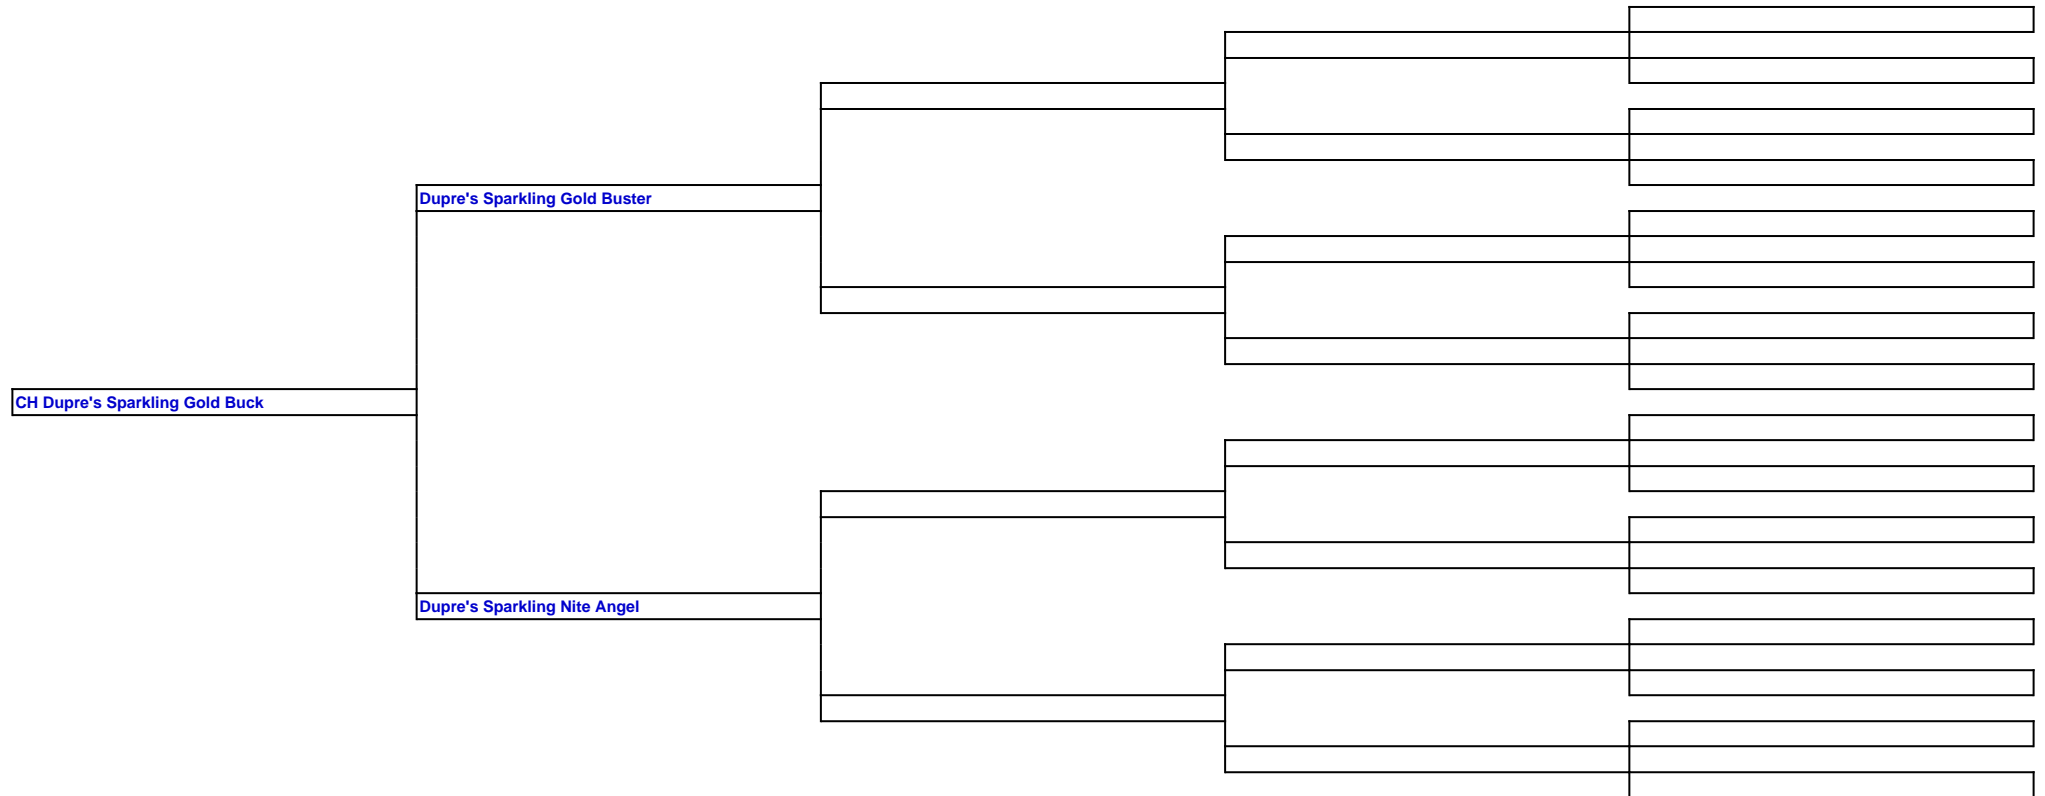 Dupre's Sparkling Gold Buster
CH Dupre's Sparkling Gold Buck
Dupre's Sparkling Nite Angel